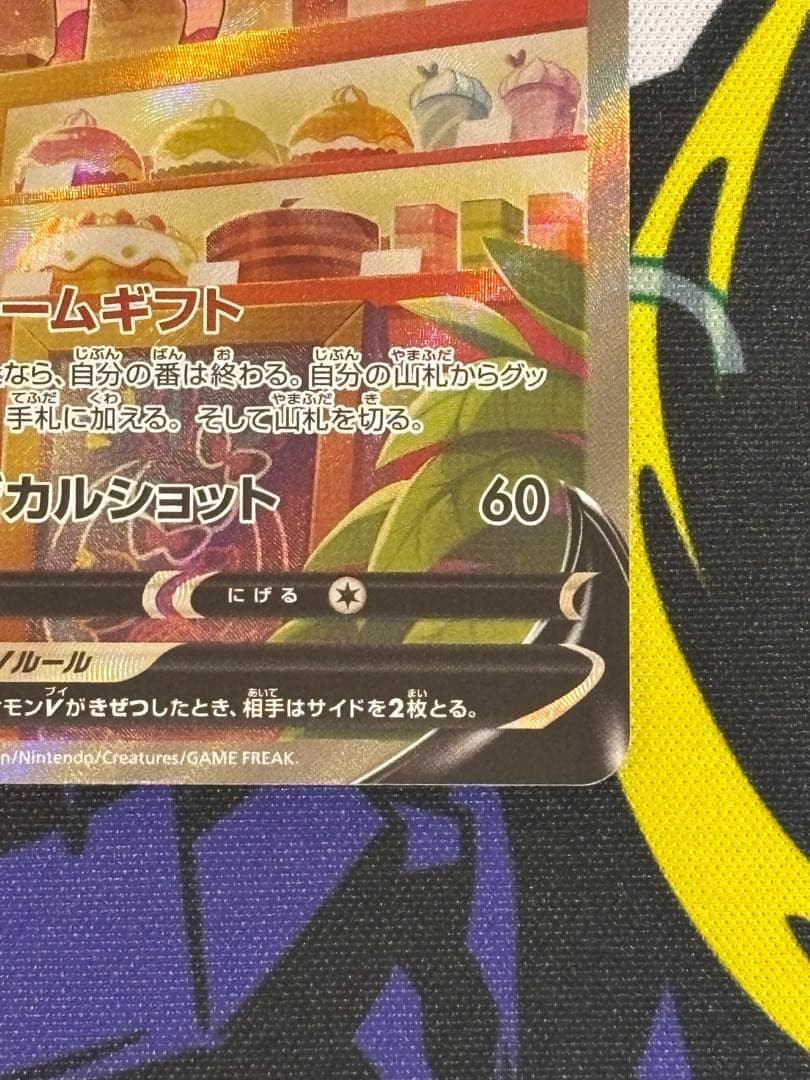 ームギフト
なら、自分の番は終わる。自分の山札からグッ
手札に加える。そして山札を切る。
カルショット 60
にげる
ルール
モンVがきぜつしたとき、相手はサイドを2枚とる。
n/Nintendo/Creatures/GAME FREAK.